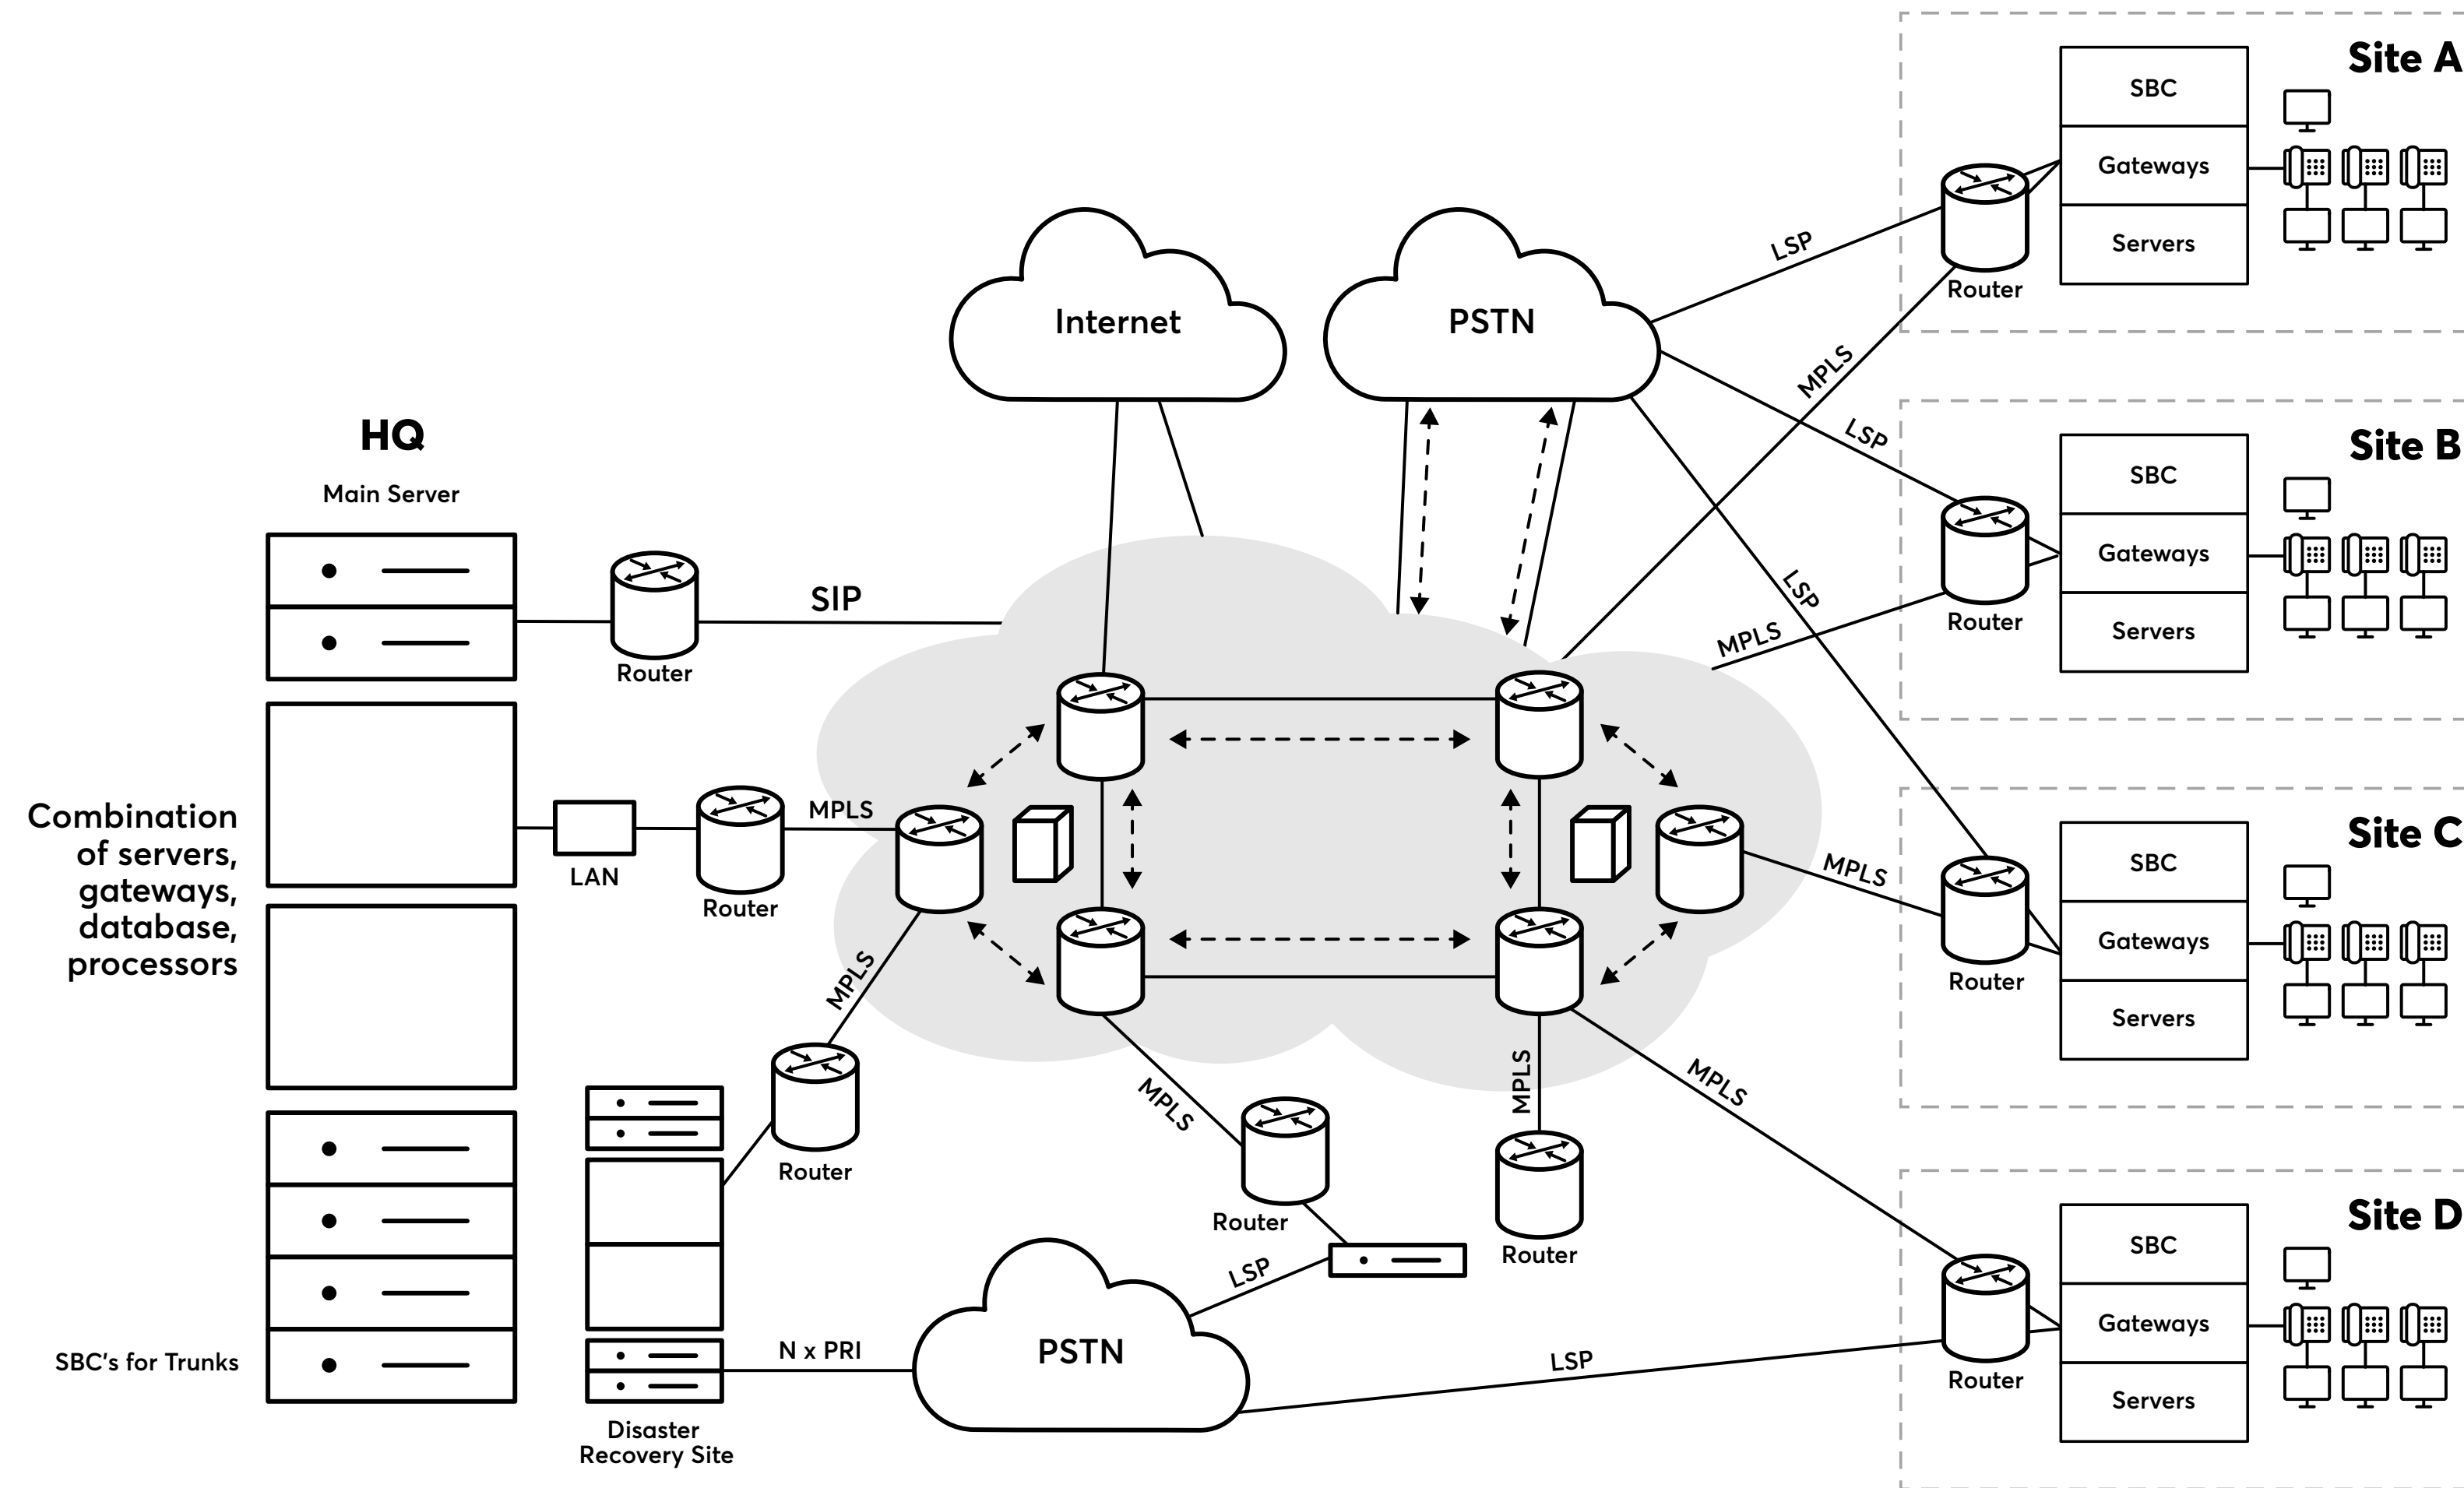 HQ
Main Server
Combination
of servers,
gateways,
database,
processors
SBC's for Trunks
Router
SIP
LAN
Router
MPLS
MPLS
Router
Disaster
Recovery Site
N x PRI
Internet
PSTN
PSTN
MPLS
Router
LSP
MPLS
Router
LSP
MPLS
LSP
MPLS
LSP
MPLS
MPLS
LSP
Site A
SBC
Gateways
Servers
Router
Site B
SBC
Gateways
Servers
Router
Site C
SBC
Gateways
Servers
Router
Site D
SBC
Gateways
Servers
Router